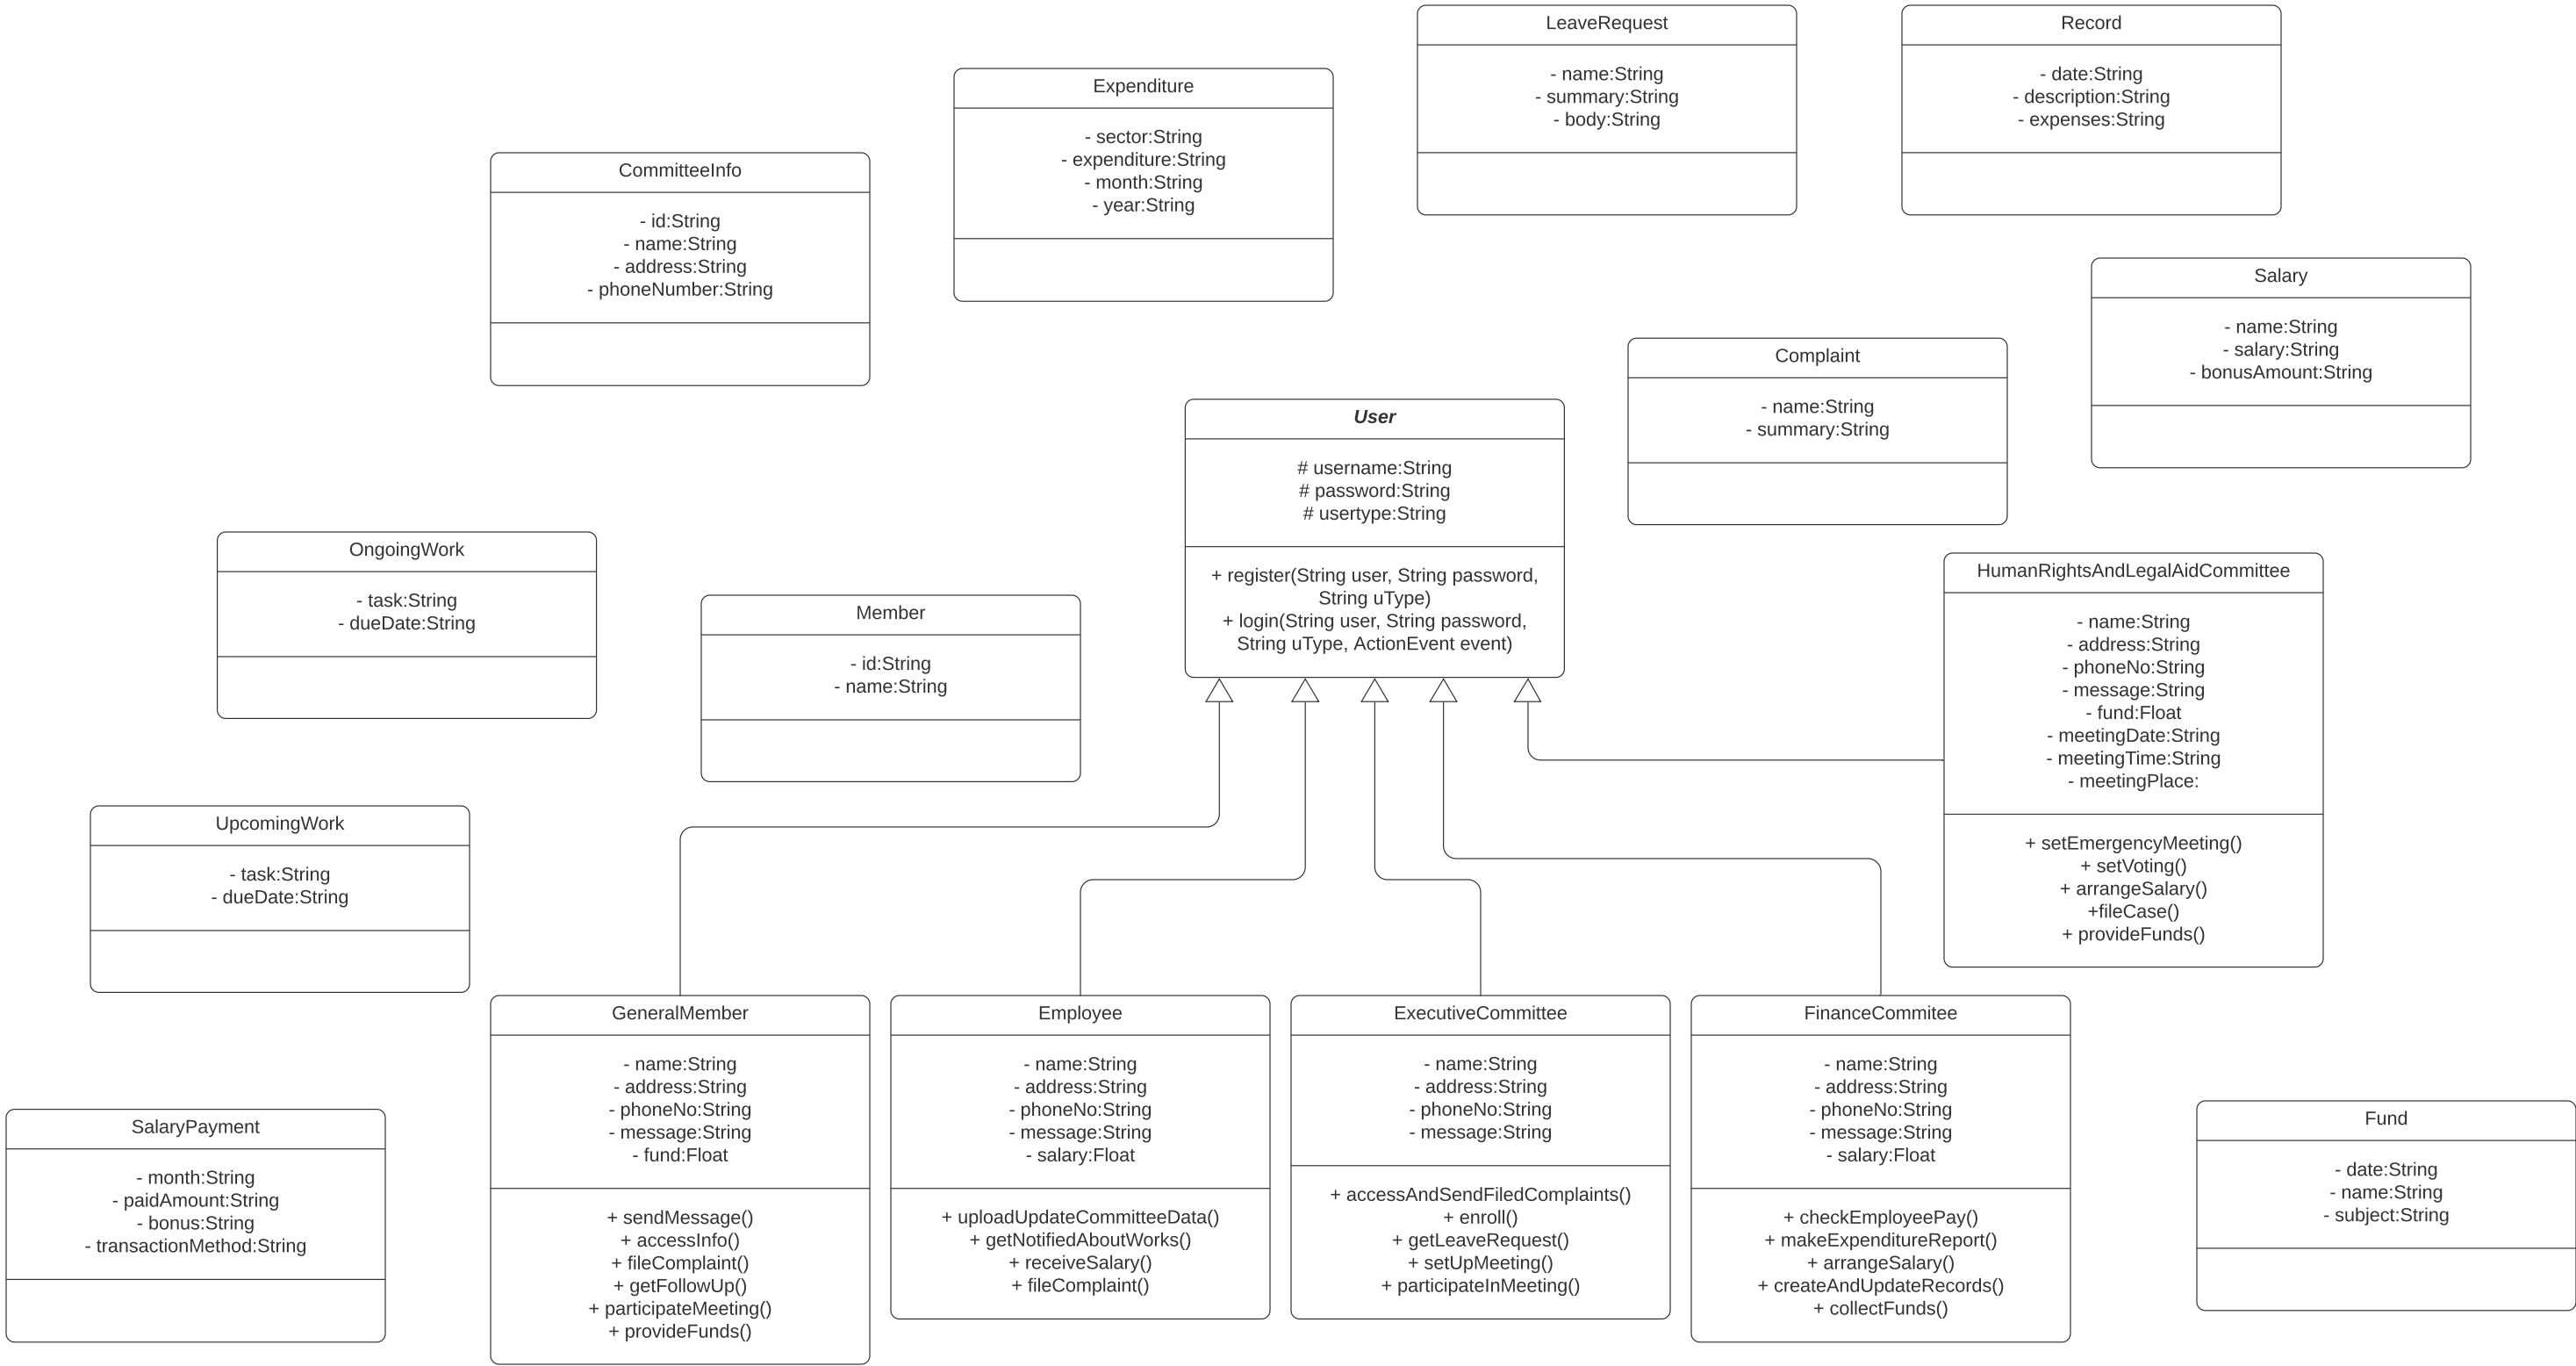 LeaveRequest
- name:String
- summary:String
- body:String
Record
- date:String
- description:String
- expenses:String
Expenditure
- sector:String
- expenditure:String
- month:String
- year:String
CommitteeInfo
- id:String
- name:String
- address:String
- phoneNumber:String
Salary
- name:String
- salary:String
- bonusAmount:String
Complaint
- name:String
- summary:String
User
# username:String
# password:String
# usertype:String
+ register(String user, String password,
String uType)
+ login(String user, String password,
String uType, ActionEvent event)
OngoingWork
- task:String
- dueDate:String
Member
- id:String
- name:String
HumanRightsAndLegalAidCommittee
- name:String
- address:String
- phoneNo:String
- message:String
- fund:Float
- meetingDate:String
- meetingTime:String
- meetingPlace:
+ setEmergencyMeeting()
+ setVoting()
+ arrangeSalary()
+fileCase()
+ provideFunds()
UpcomingWork
- task:String
- dueDate:String
GeneralMember
- name:String
- address:String
- phoneNo:String
- message:String
- fund:Float
+ sendMessage()
+ accessInfo()
+ fileComplaint()
+ getFollowUp()
+ participateMeeting()
+ provideFunds()
Employee
- name:String
- address:String
- phoneNo:String
- message:String
- salary:Float
+ uploadUpdateCommitteeData()
+ getNotifiedAboutWorks()
+ receiveSalary()
+ fileComplaint()
ExecutiveCommittee
- name:String
- address:String
- phoneNo:String
- message:String
+ accessAndSendFiledComplaints()
+ enroll()
+ getLeaveRequest()
+ setUpMeeting()
+ participateInMeeting()
FinanceCommitee
- name:String
- address:String
- phoneNo:String
- message:String
- salary:Float
+ checkEmployeePay()
+ makeExpenditureReport()
+ arrangeSalary()
+ createAndUpdateRecords()
+ collectFunds()
SalaryPayment
- month:String
- paidAmount:String
- bonus:String
- transactionMethod:String
Fund
- date:String
- name:String
- subject:String